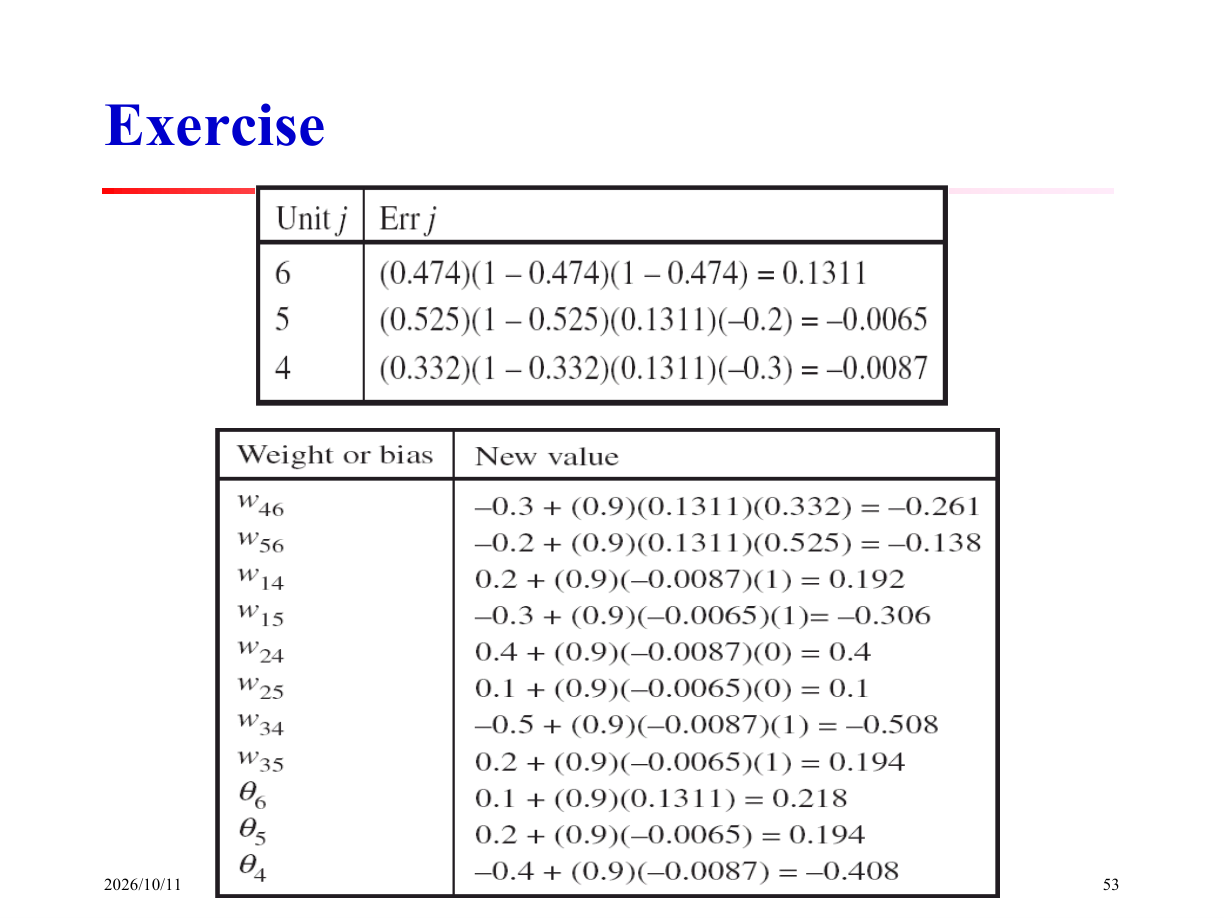 Exercise
Unit j Err j
6 (0.474)(1 – 0.474)(1 – 0.474) = 0.1311
5 (0.525)(1 – 0.525)(0.1311)(–0.2) = –0.0065
4 (0.332)(1 – 0.332)(0.1311)(–0.3) = –0.0087
Weight or bias New value
w46 –0.3 + (0.9)(0.1311)(0.332) = –0.261
w56 –0.2 + (0.9)(0.1311)(0.525) = –0.138
w14 0.2 + (0.9)(–0.0087)(1) = 0.192
w15 –0.3 + (0.9)(–0.0065)(1)= –0.306
w24 0.4 + (0.9)(–0.0087)(0) = 0.4
w25 0.1 + (0.9)(–0.0065)(0) = 0.1
w34 –0.5 + (0.9)(–0.0087)(1) = –0.508
w35 0.2 + (0.9)(–0.0065)(1) = 0.194
θ6 0.1 + (0.9)(0.1311) = 0.218
θ5 0.2 + (0.9)(–0.0065) = 0.194
θ4 –0.4 + (0.9)(–0.0087) = –0.408
2026/10/11 53